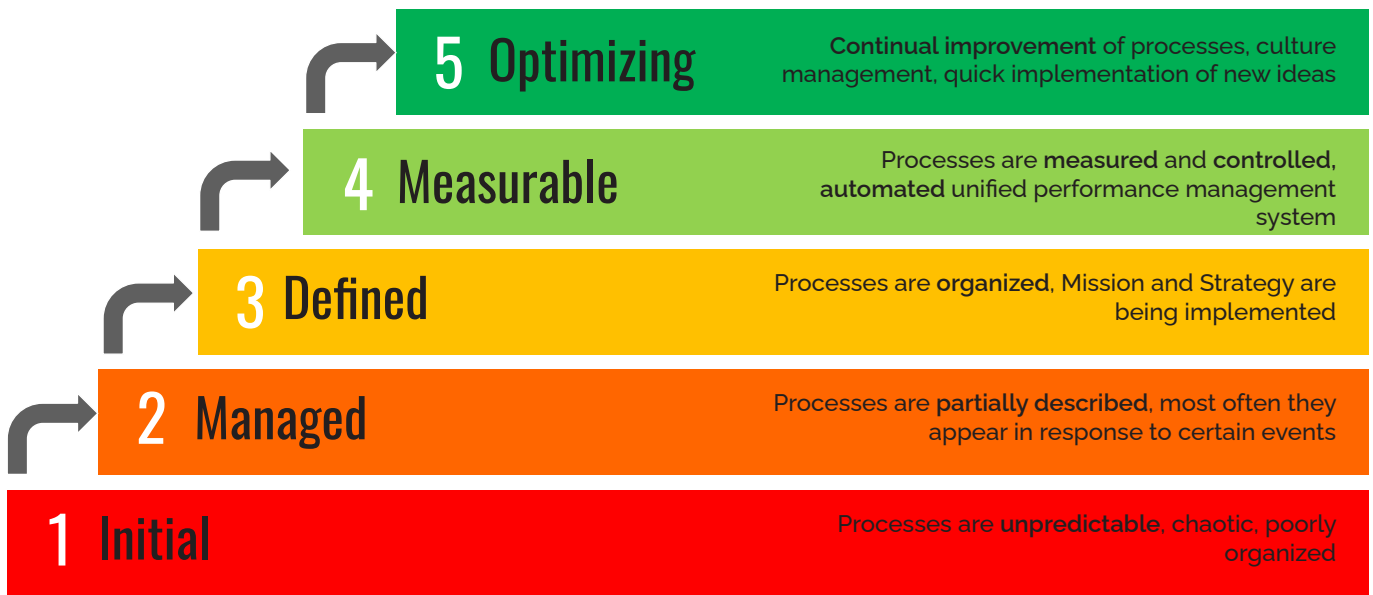 5 Optimizing
Continual improvement of processes, culture
management, quick implementation of new ideas
4 Measurable
Processes are measured and controlled,
automated unified performance management
system
3 Defined
Processes are organized, Mission and Strategy are
being implemented
2 Managed
Processes are partially described, most often they
appear in response to certain events
1 Initial
Processes are unpredictable, chaotic, poorly
organized